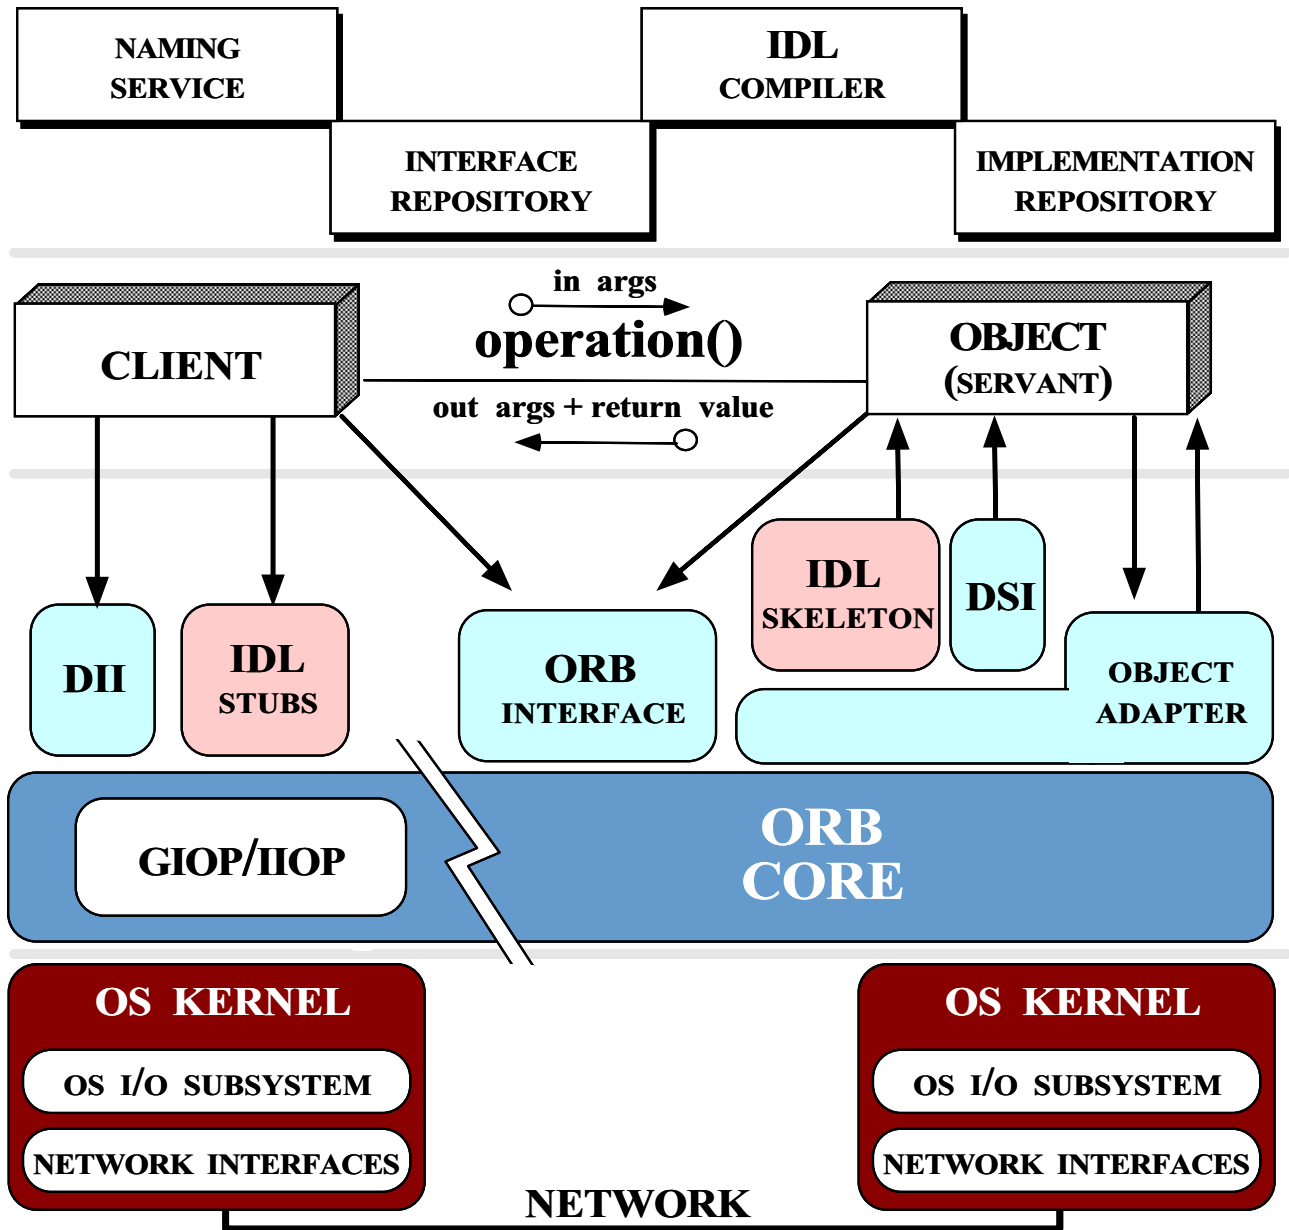 NAMING
SERVICE
IDL
COMPILER
INTERFACE
REPOSITORY
IMPLEMENTATION
REPOSITORY
in args
operation()
out args + return value
CLIENT
OBJECT
(SERVANT)
DII
IDL
STUBS
ORB
INTERFACE
IDL
SKELETON
DSI
OBJECT
ADAPTER
GIOP/IIOP
ORB
CORE
OS KERNEL
OS I/O SUBSYSTEM
NETWORK INTERFACES
OS KERNEL
OS I/O SUBSYSTEM
NETWORK INTERFACES
NETWORK